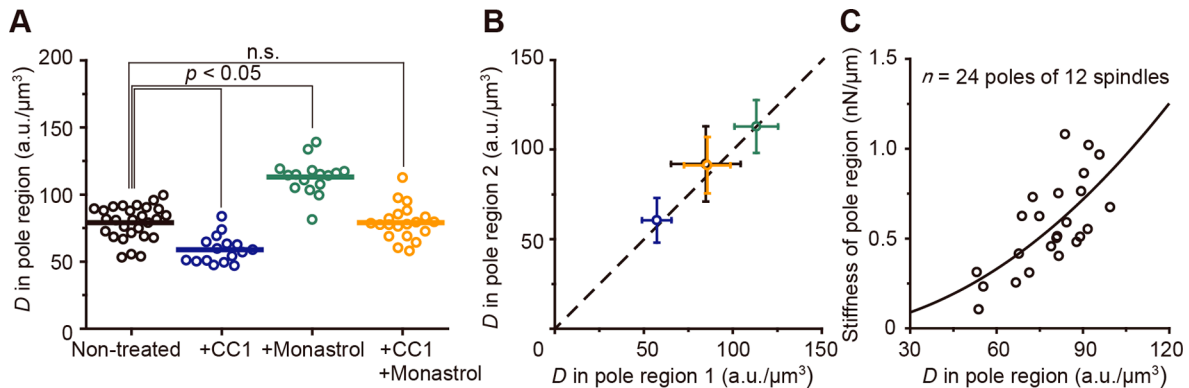 A
D in pole region (a.u./µm³)
200
150
100
50
0
n.s.
p < 0.05
Non-treated
+CC1
+Monastrol
+CC1
+Monastrol
B
D in pole region 2 (a.u./µm³)
150
100
50
0
50
100
150
D in pole region 1 (a.u./µm³)
C
Stiffness of pole region (nN/µm)
1.5
1.0
0.5
0
n = 24 poles of 12 spindles
30
60
90
120
D in pole region (a.u./µm³)